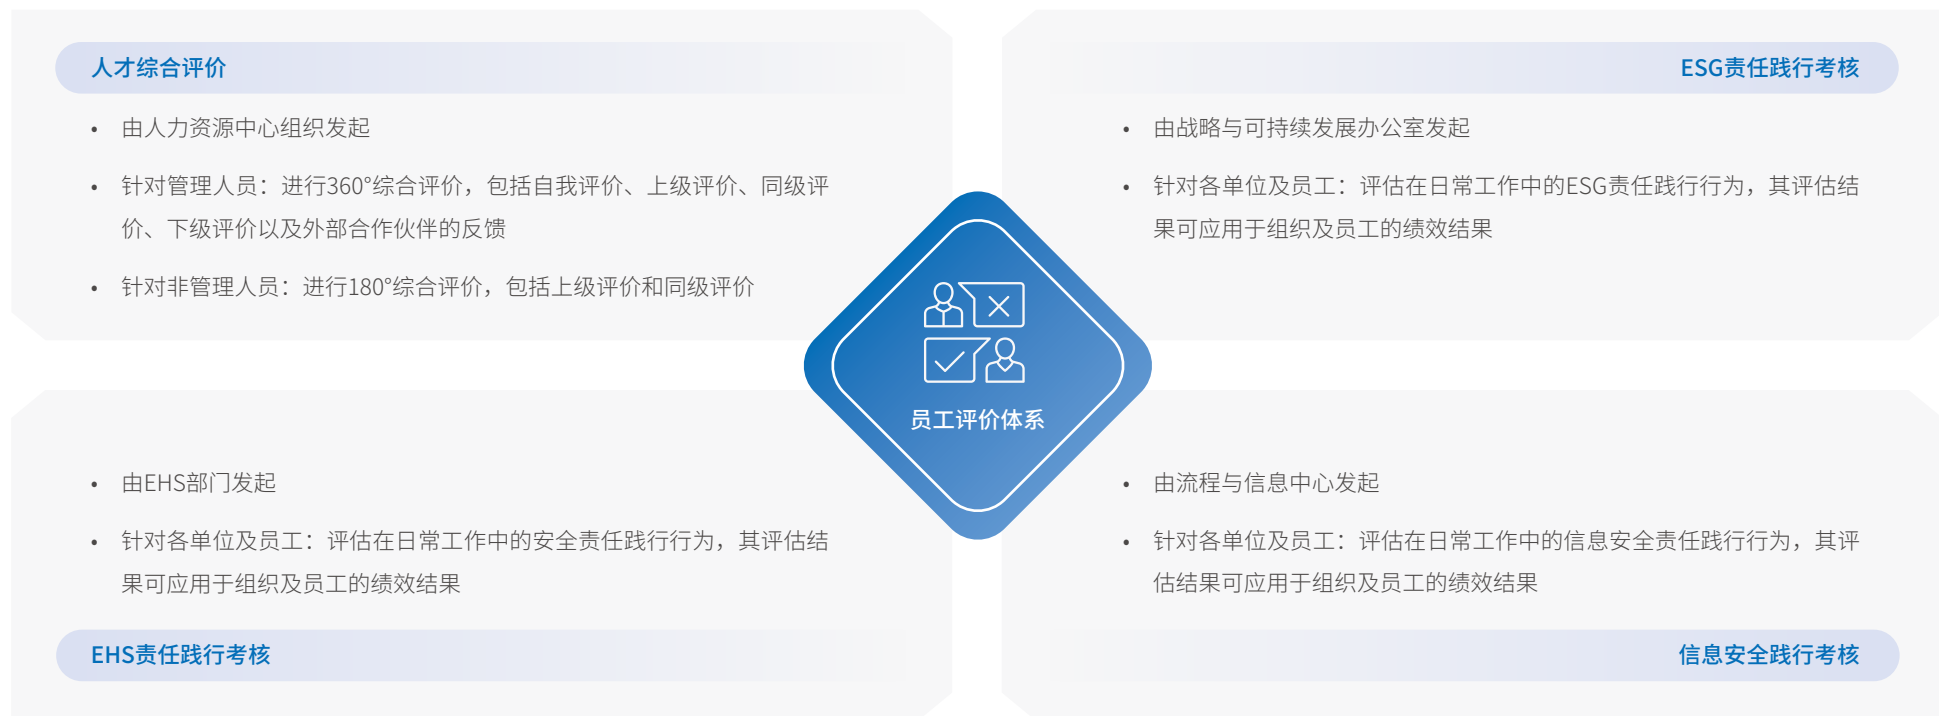 人才综合评价
• 由人力资源中心组织发起
• 针对管理人员：进行360°综合评价，包括自我评价、上级评价、同级评
价、下级评价以及外部合作伙伴的反馈
• 针对非管理人员：进行180°综合评价，包括上级评价和同级评价
ESG责任践行考核
• 由战略与可持续发展办公室发起
• 针对各单位及员工：评估在日常工作中的ESG责任践行行为，其评估结
果可应用于组织及员工的绩效结果
员工评价体系
• 由EHS部门发起
• 针对各单位及员工：评估在日常工作中的安全责任践行行为，其评估结
果可应用于组织及员工的绩效结果
EHS责任践行考核
• 由流程与信息中心发起
• 针对各单位及员工：评估在日常工作中的信息安全责任践行行为，其评
估结果可应用于组织及员工的绩效结果
信息安全践行考核